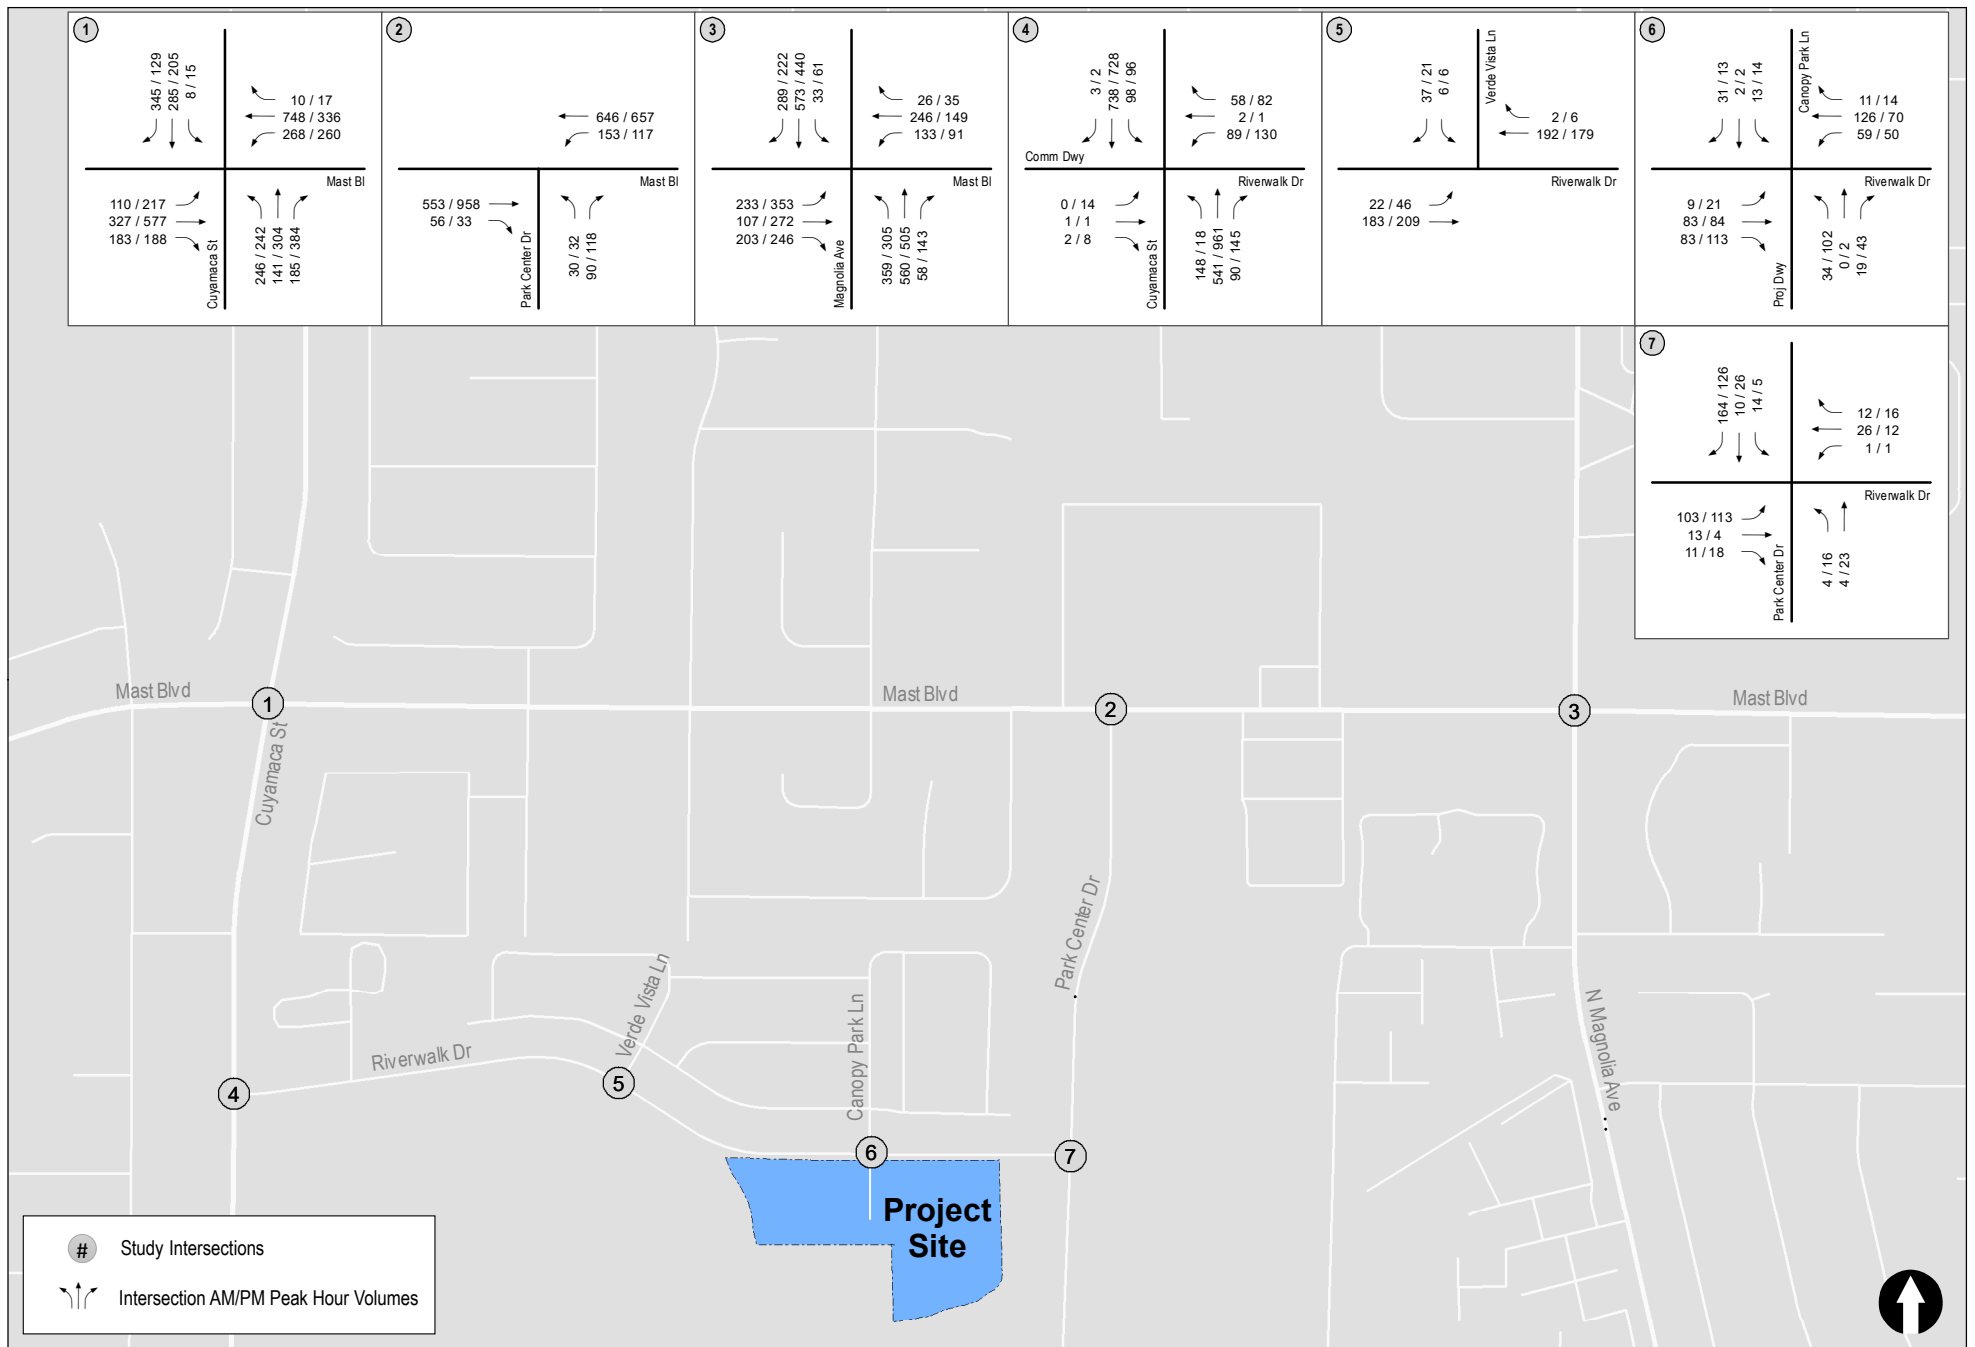 1
345 / 129
285 / 205
8 / 15
10 / 17
748 / 336
268 / 260
Mast Bl
110 / 217
327 / 577
183 / 188
Cuyamaca St
246 / 242
141 / 304
185 / 384
2
646 / 657
153 / 117
Mast Bl
553 / 958
56 / 33
Park Center Dr
30 / 32
90 / 118
3
289 / 222
573 / 440
33 / 61
26 / 35
246 / 149
133 / 91
Mast Bl
233 / 353
107 / 272
203 / 246
Magnolia Ave
359 / 305
560 / 505
58 / 143
4
3 / 2
738 / 728
98 / 96
58 / 82
2 / 1
89 / 130
Comm Dwy
Riverwalk Dr
0 / 14
1 / 1
2 / 8
Cuyamaca St
148 / 18
541 / 961
90 / 145
5
37 / 21
6 / 6
Verde Vista Ln
2 / 6
192 / 179
Riverwalk Dr
22 / 46
183 / 209
6
31 / 13
2 / 2
13 / 14
Canopy Park Ln
11 / 14
126 / 70
59 / 50
Riverwalk Dr
9 / 21
83 / 84
83 / 113
Proj Dwy
34 / 102
0 / 2
19 / 43
7
164 / 126
10 / 26
14 / 5
12 / 16
26 / 12
1 / 1
Riverwalk Dr
103 / 113
13 / 4
11 / 18
Park Center Dr
4 / 16
4 / 23
Mast Blvd
1
Mast Blvd
2
3
Mast Blvd
Cuyamaca St
Park Center Dr
Verde Vista Ln
Canopy Park Ln
N Magnolia Ave
Riverwalk Dr
4
5
6
7
Project
Site
# Study Intersections
Intersection AM/PM Peak Hour Volumes